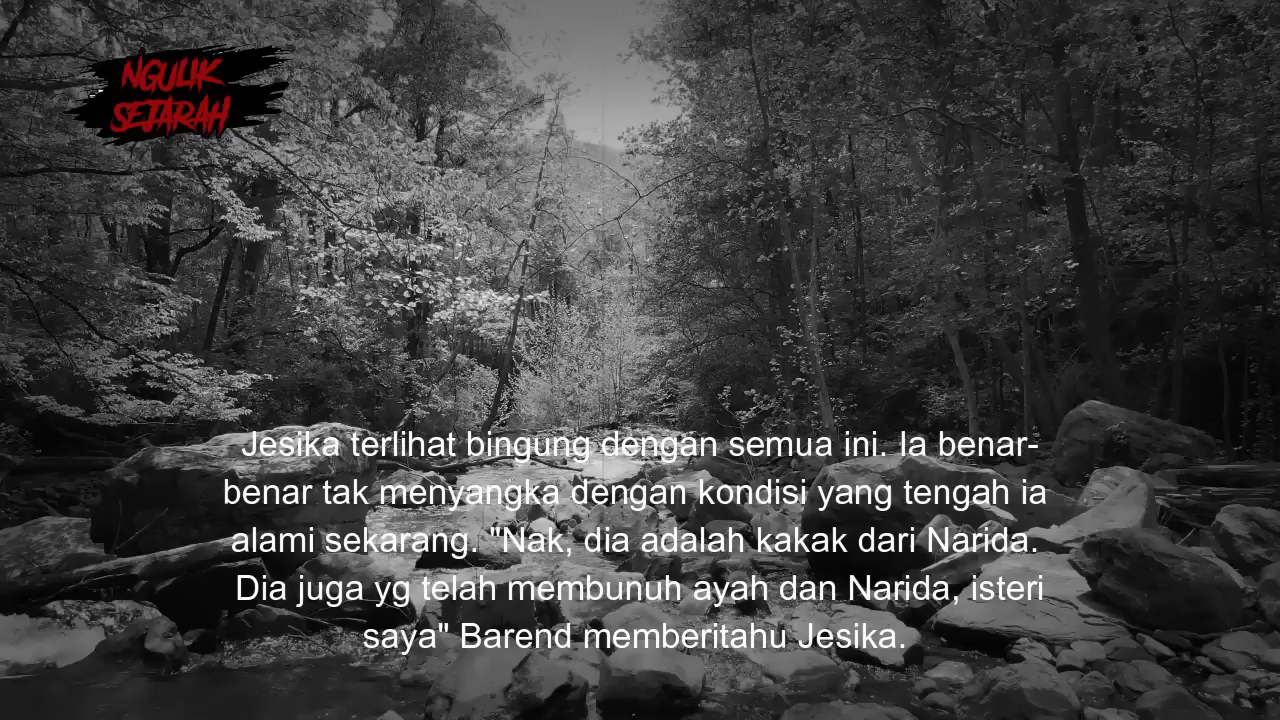 NGULIK
SEJARAH
Jesika terlihat bingung dengan semua ini. Ia benar-
benar tak menyangka dengan kondisi yang tengah ia
alami sekarang. "Nak, dia adalah kakak dari Narida.
Dia juga yg telah membunuh ayah dan Narida, isteri
saya" Barend memberitahu Jesika.